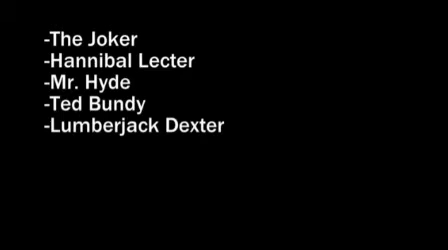 -The Joker
-Hannibal Lecter
-Mr. Hyde
-Ted Bundy
-Lumberjack Dexter